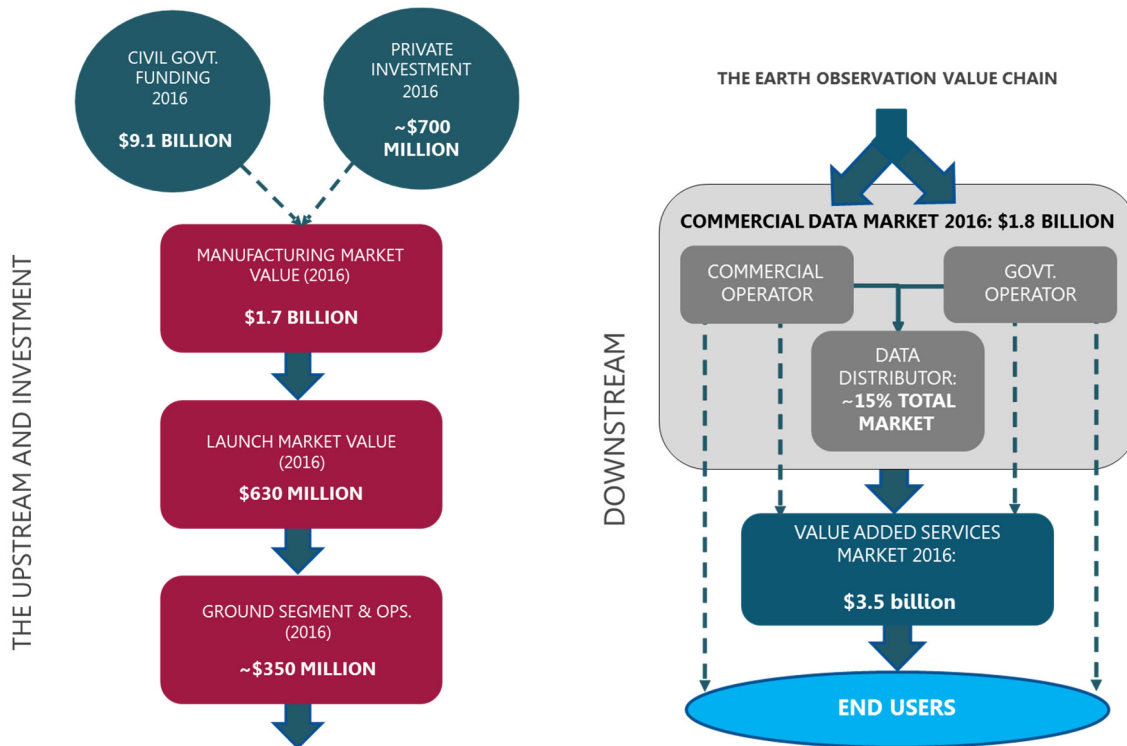 THE UPSTREAM AND INVESTMENT
CIVIL GOVT.
FUNDING
2016
$9.1 BILLION
PRIVATE
INVESTMENT
2016
~$700
MILLION
MANUFACTURING MARKET
VALUE (2016)
$1.7 BILLION
LAUNCH MARKET VALUE
(2016)
$630 MILLION
GROUND SEGMENT & OPS.
(2016)
~$350 MILLION
THE EARTH OBSERVATION VALUE CHAIN
DOWNSTREAM
COMMERCIAL DATA MARKET 2016: $1.8 BILLION
COMMERCIAL
OPERATOR
GOVT.
OPERATOR
DATA
DISTRIBUTOR:
~15% TOTAL
MARKET
VALUE ADDED SERVICES
MARKET 2016:
$3.5 billion
END USERS